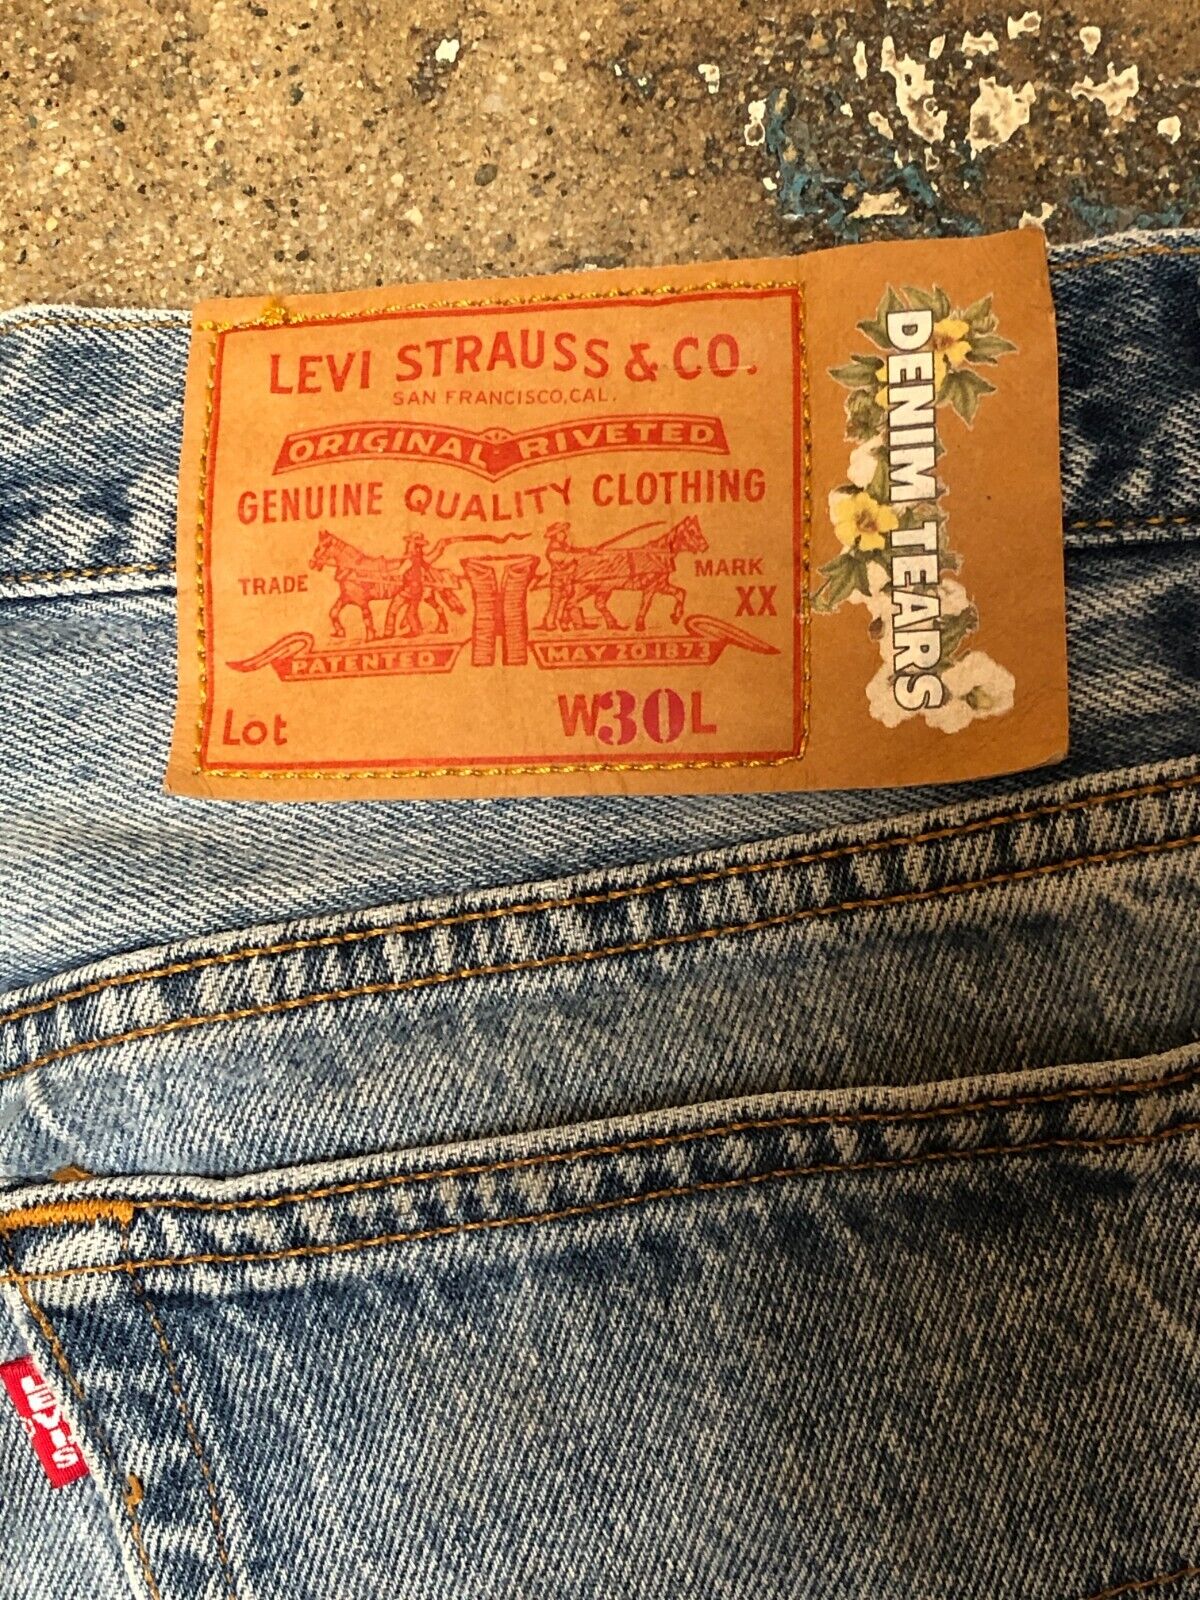 LEVI STRAUSS & CO.
SAN FRANCISCO, CAL.
ORIGINAL RIVETED
GENUINE QUALITY CLOTHING
TRADE MARK
XX
PATENTED MAY 20 1873
Lot W30L
DENIM TEARS
LEVI'S